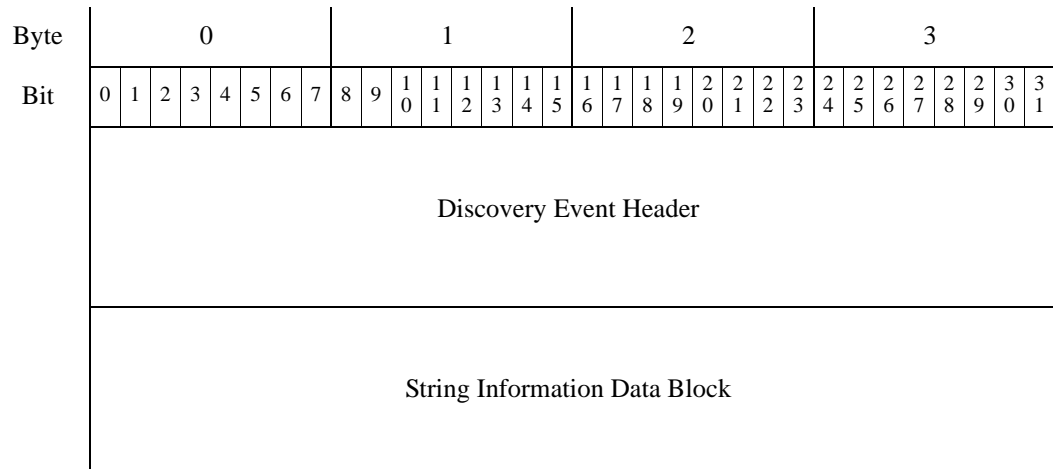 Byte 0 1 2 3
Bit 0 1 2 3 4 5 6 7 8 9 10 11 12 13 14 15 16 17 18 19 20 21 22 23 24 25 26 27 28 29 30 31
Discovery Event Header
String Information Data Block